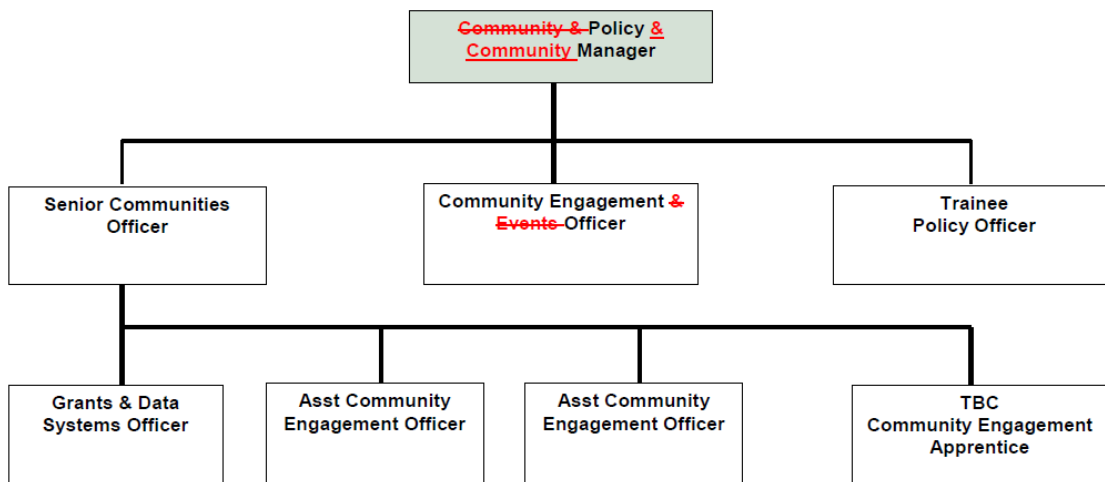 Community & Policy &
Community Manager
Senior Communities
Officer
Community Engagement &
Events Officer
Trainee
Policy Officer
Grants & Data
Systems Officer
Asst Community
Engagement Officer
Asst Community
Engagement Officer
TBC
Community Engagement
Apprentice